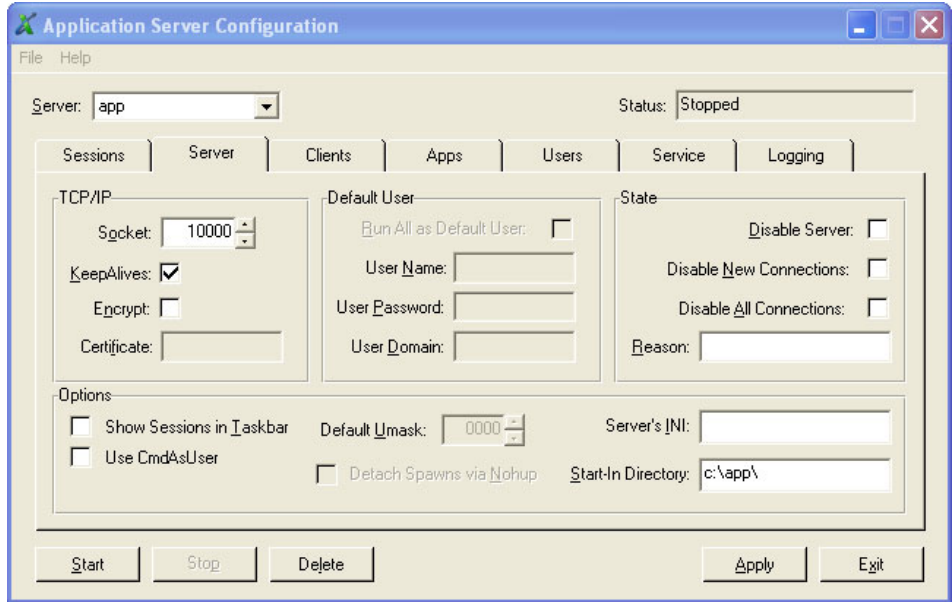 Application Server Configuration
File Help
Server: app Status: Stopped
Sessions Server Clients Apps Users Service Logging
TCP/IP Default User State
Socket: 10000 Run All as Default User: Disable Server:
KeepAlives: User Name: Disable New Connections:
Encrypt: User Password: Disable All Connections:
Certificate: User Domain: Reason:
Options
Show Sessions in Taskbar Default Umask: 0000 Server's INI:
Use CmdAsUser Detach Spawns via Nohup Start-In Directory: c:\app\
Start Stop Delete Apply Exit